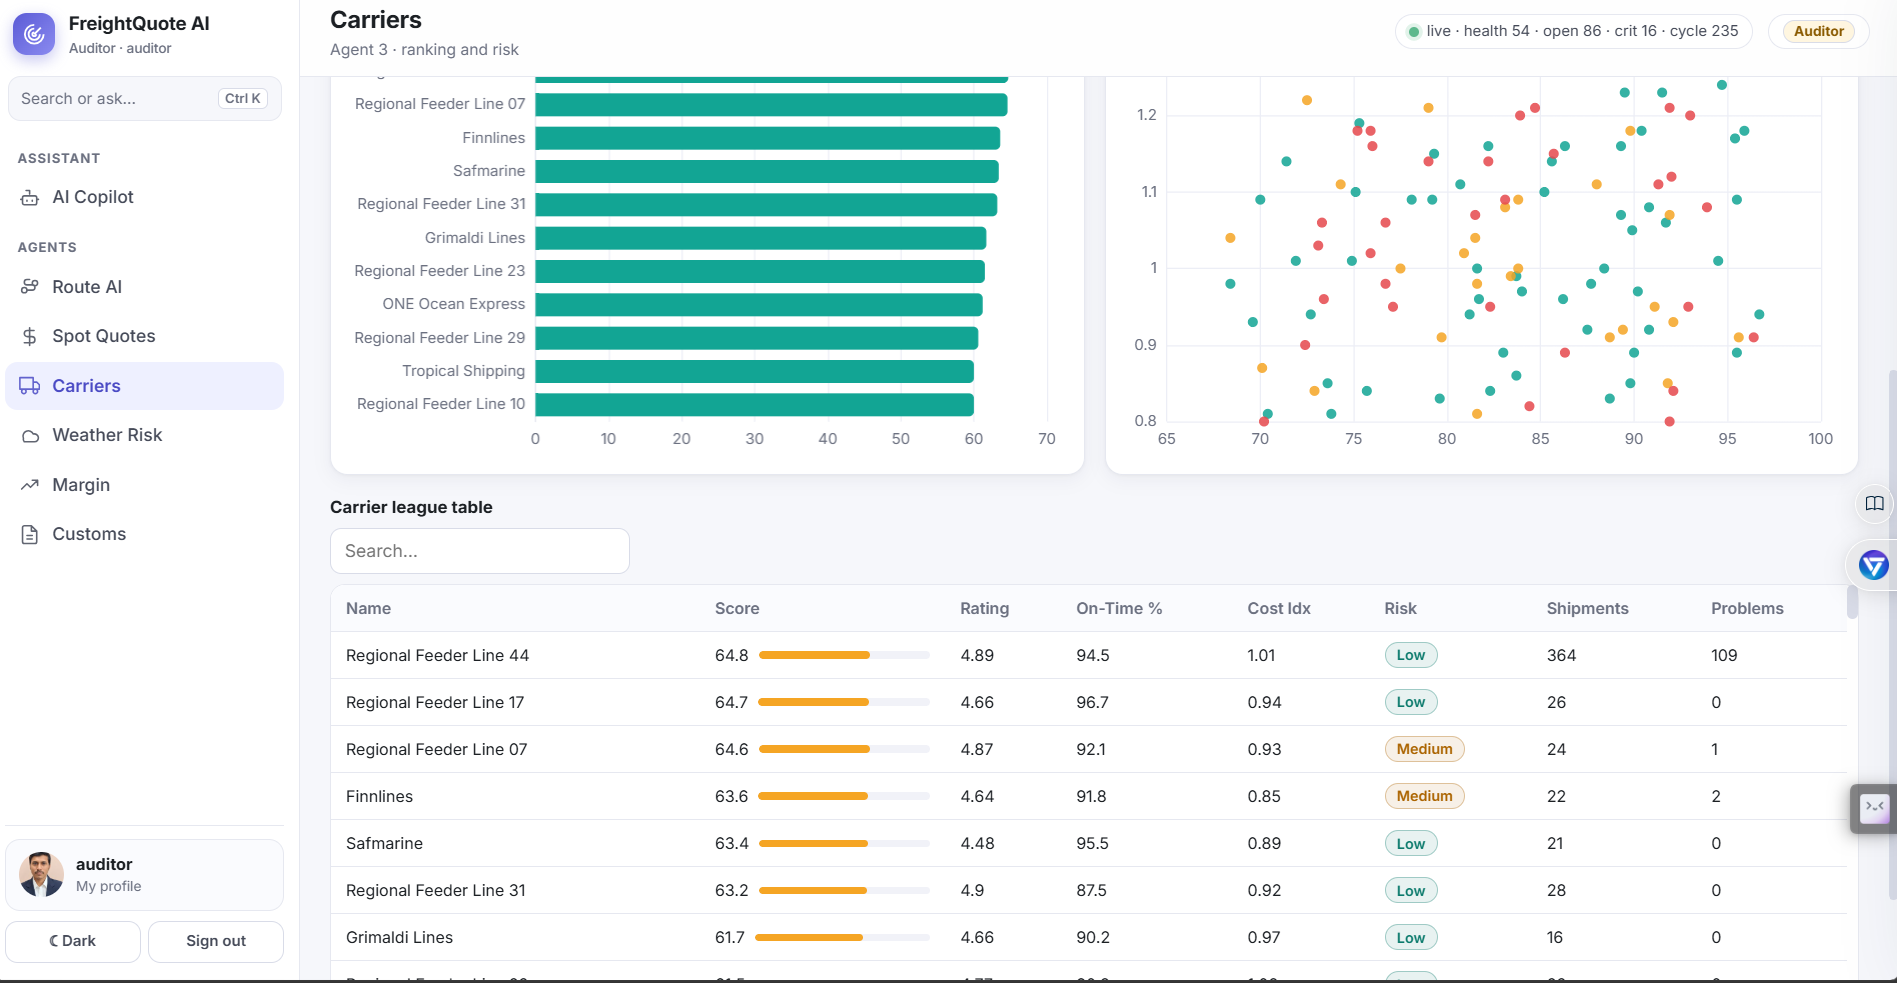 FreightQuote AI
Auditor · auditor
Search or ask...
Ctrl K
ASSISTANT
AI Copilot
AGENTS
Route AI
Spot Quotes
Carriers
Weather Risk
Margin
Customs
auditor
My profile
Dark
Sign out
Carriers
Agent 3 · ranking and risk
live · health 54 · open 86 · crit 16 · cycle 235
Auditor
Regional Feeder Line 07
Finnlines
Safmarine
Regional Feeder Line 31
Grimaldi Lines
Regional Feeder Line 23
ONE Ocean Express
Regional Feeder Line 29
Tropical Shipping
Regional Feeder Line 10
0 10 20 30 40 50 60 70
1.2
1.1
1
0.9
0.8
65 70 75 80 85 90 95 100
Carrier league table
Search...
Name Score Rating On-Time % Cost Idx Risk Shipments Problems
Regional Feeder Line 44 64.8 4.89 94.5 1.01 Low 364 109
Regional Feeder Line 17 64.7 4.66 96.7 0.94 Low 26 0
Regional Feeder Line 07 64.6 4.87 92.1 0.93 Medium 24 1
Finnlines 63.6 4.64 91.8 0.85 Medium 22 2
Safmarine 63.4 4.48 95.5 0.89 Low 21 0
Regional Feeder Line 31 63.2 4.9 87.5 0.92 Low 28 0
Grimaldi Lines 61.7 4.66 90.2 0.97 Low 16 0